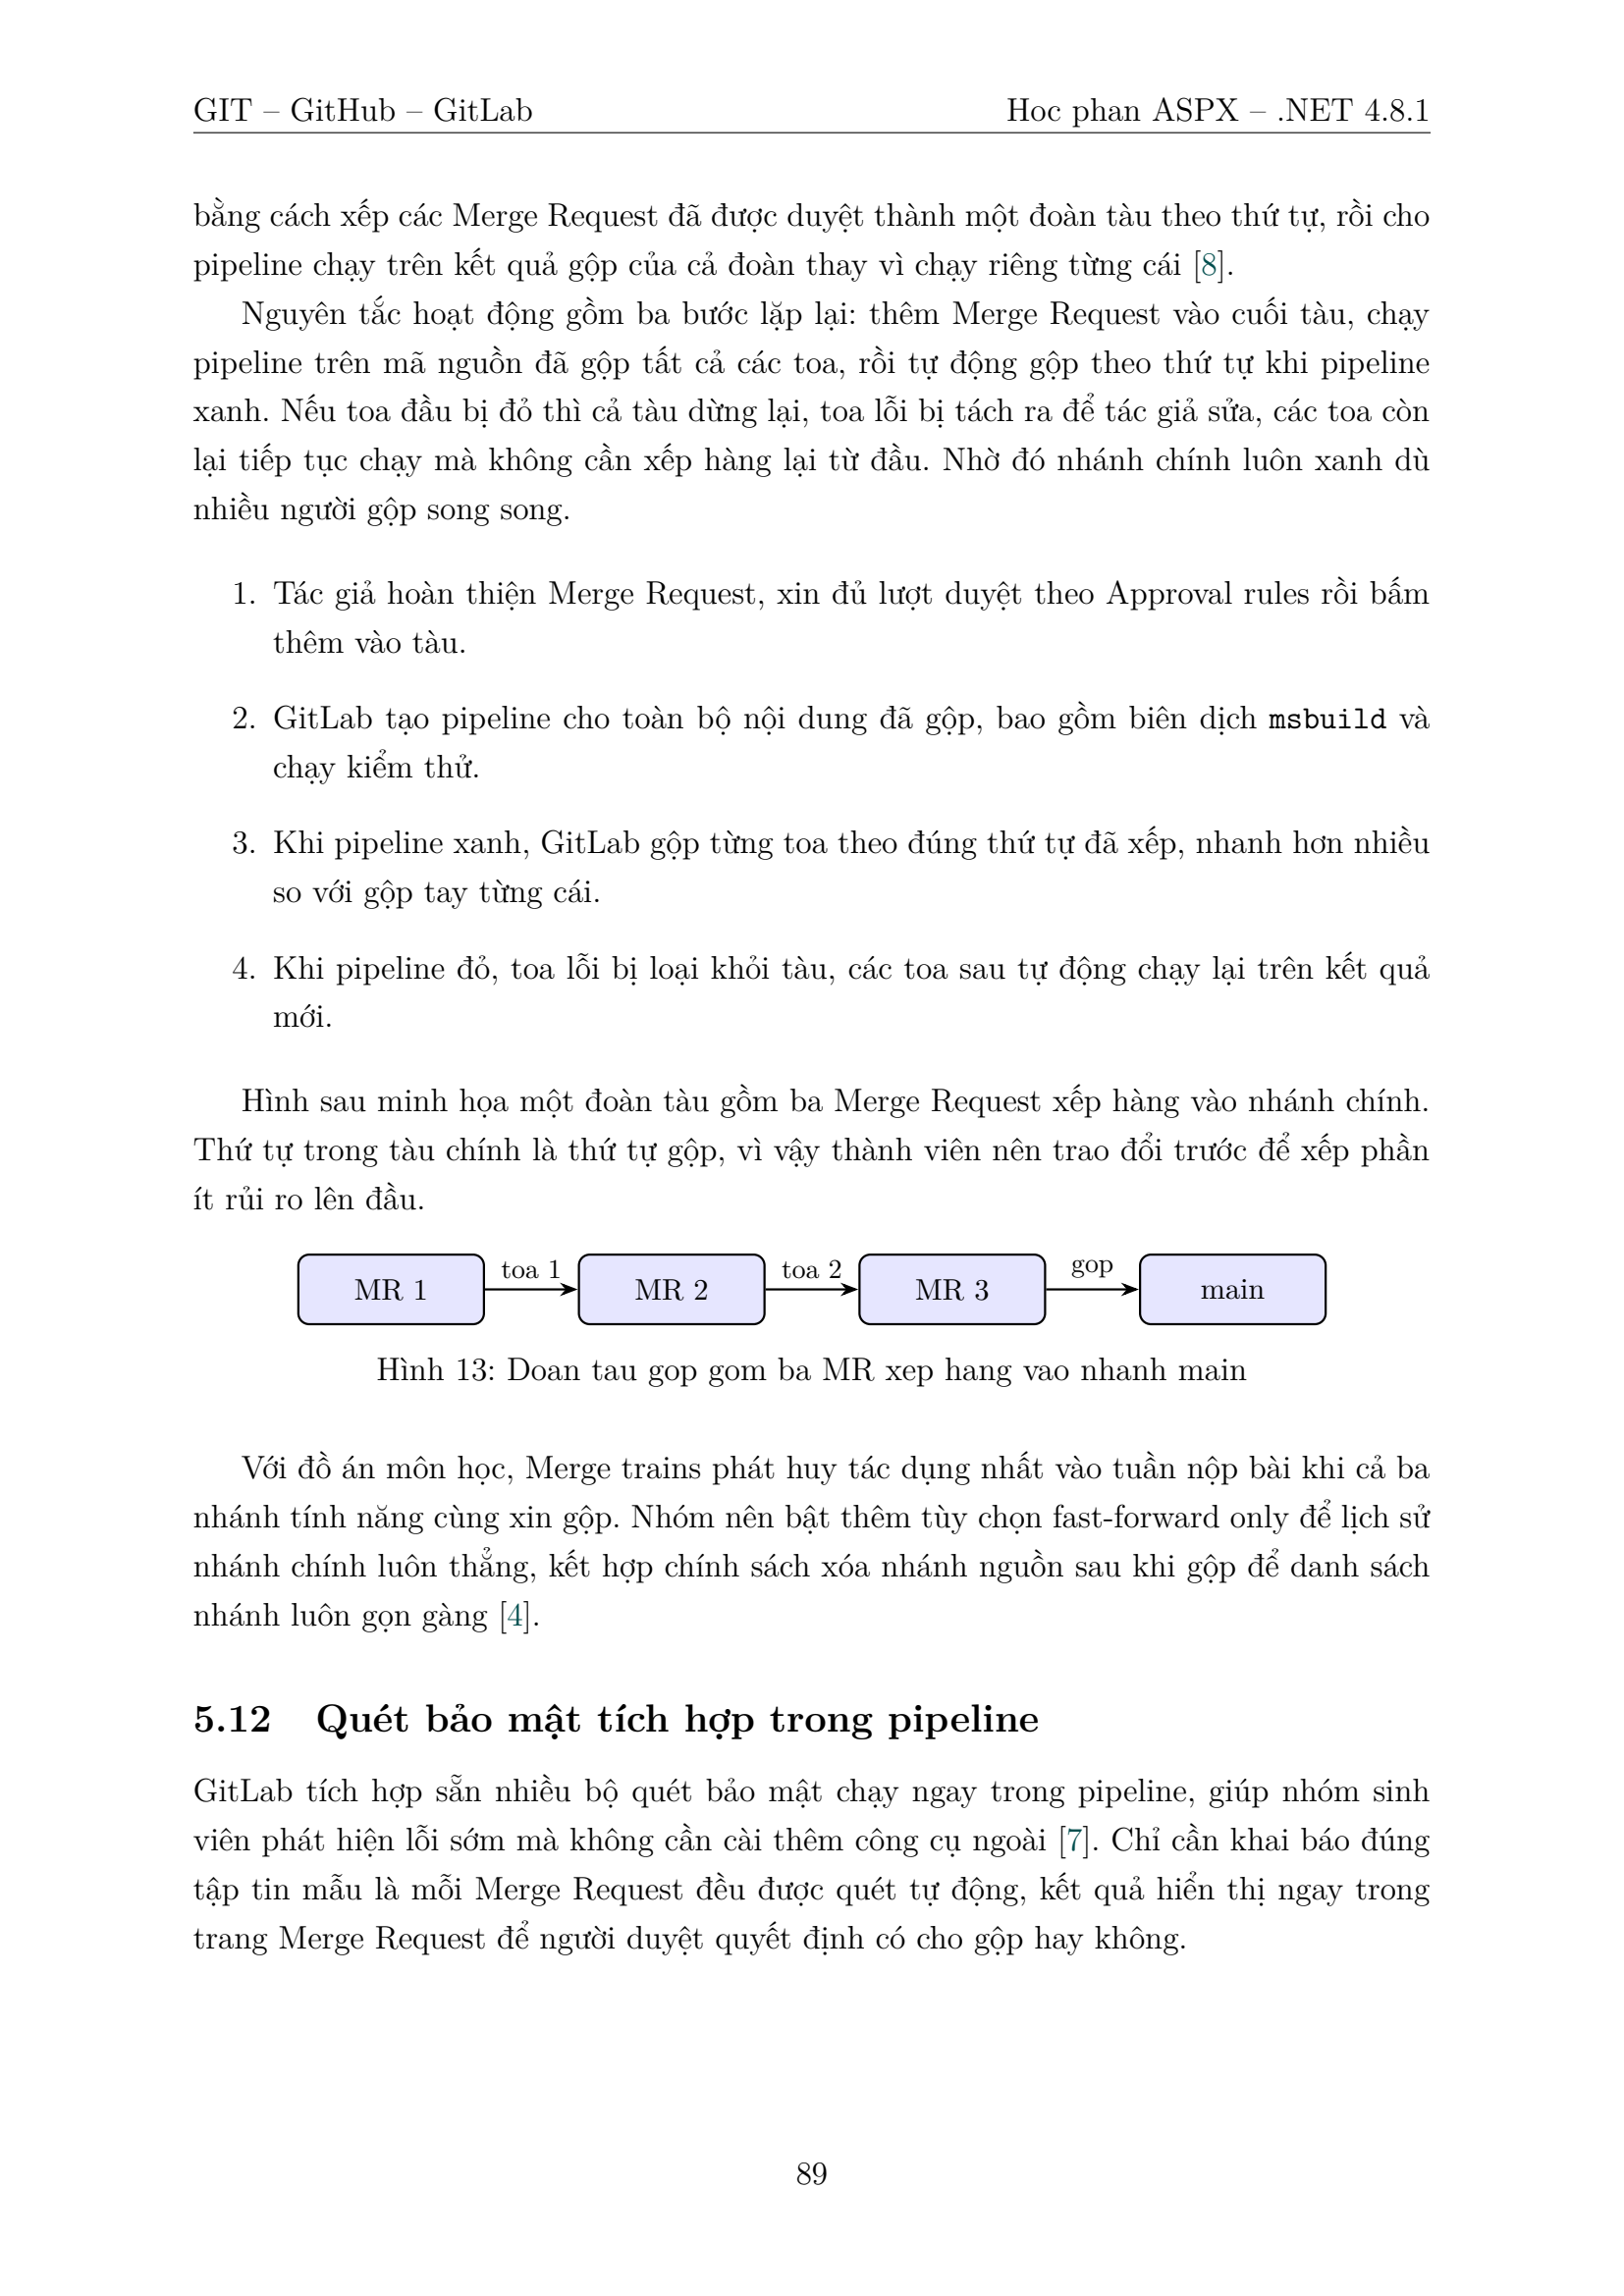 GIT – GitHub – GitLab Hoc phan ASPX – .NET 4.8.1
bằng cách xếp các Merge Request đã được duyệt thành một đoàn tàu theo thứ tự, rồi cho
pipeline chạy trên kết quả gộp của cả đoàn thay vì chạy riêng từng cái [8].
Nguyên tắc hoạt động gồm ba bước lặp lại: thêm Merge Request vào cuối tàu, chạy
pipeline trên mã nguồn đã gộp tất cả các toa, rồi tự động gộp theo thứ tự khi pipeline
xanh. Nếu toa đầu bị đỏ thì cả tàu dừng lại, toa lỗi bị tách ra để tác giả sửa, các toa còn
lại tiếp tục chạy mà không cần xếp hàng lại từ đầu. Nhờ đó nhánh chính luôn xanh dù
nhiều người gộp song song.
1. Tác giả hoàn thiện Merge Request, xin đủ lượt duyệt theo Approval rules rồi bấm
thêm vào tàu.
2. GitLab tạo pipeline cho toàn bộ nội dung đã gộp, bao gồm biên dịch msbuild và
chạy kiểm thử.
3. Khi pipeline xanh, GitLab gộp từng toa theo đúng thứ tự đã xếp, nhanh hơn nhiều
so với gộp tay từng cái.
4. Khi pipeline đỏ, toa lỗi bị loại khỏi tàu, các toa sau tự động chạy lại trên kết quả
mới.
Hình sau minh họa một đoàn tàu gồm ba Merge Request xếp hàng vào nhánh chính.
Thứ tự trong tàu chính là thứ tự gộp, vì vậy thành viên nên trao đổi trước để xếp phần
ít rủi ro lên đầu.
MR 1 toa 1 MR 2 toa 2 MR 3 gop main
Hình 13: Doan tau gop gom ba MR xep hang vao nhanh main
Với đồ án môn học, Merge trains phát huy tác dụng nhất vào tuần nộp bài khi cả ba
nhánh tính năng cùng xin gộp. Nhóm nên bật thêm tùy chọn fast-forward only để lịch sử
nhánh chính luôn thẳng, kết hợp chính sách xóa nhánh nguồn sau khi gộp để danh sách
nhánh luôn gọn gàng [4].
5.12 Quét bảo mật tích hợp trong pipeline
GitLab tích hợp sẵn nhiều bộ quét bảo mật chạy ngay trong pipeline, giúp nhóm sinh
viên phát hiện lỗi sớm mà không cần cài thêm công cụ ngoài [7]. Chỉ cần khai báo đúng
tập tin mẫu là mỗi Merge Request đều được quét tự động, kết quả hiển thị ngay trong
trang Merge Request để người duyệt quyết định có cho gộp hay không.
89